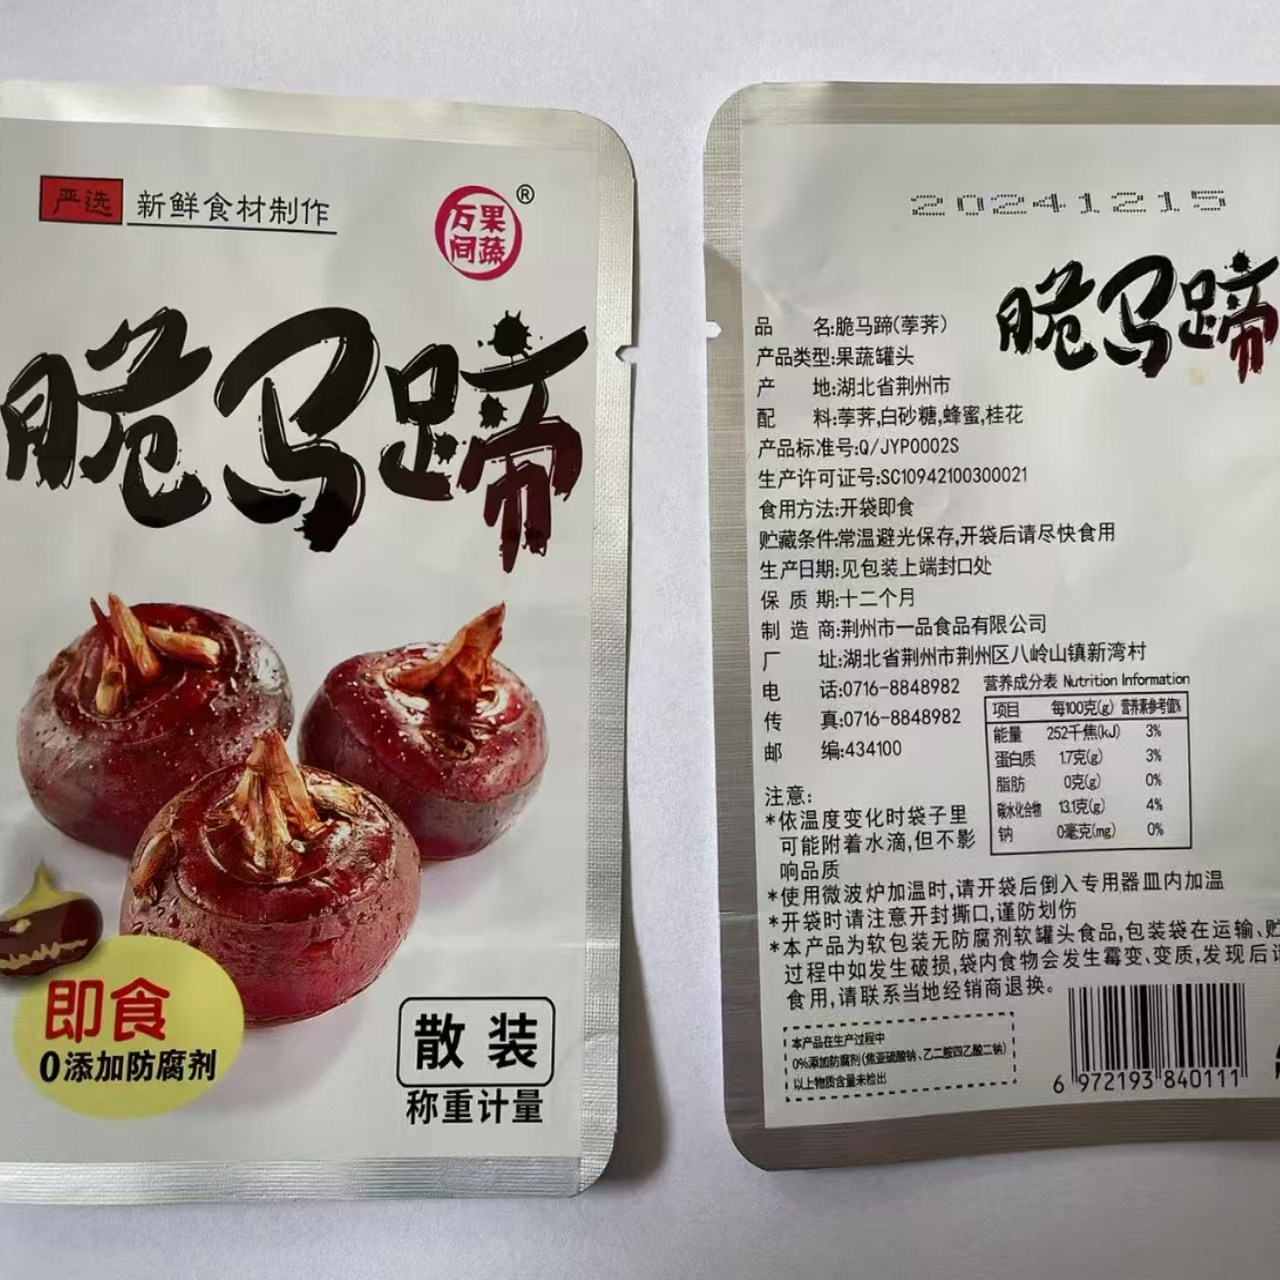 严选 新鲜食材制作
万果间蔬
®
脆马蹄
即食
0添加防腐剂
散装
称重计量
20241215
脆马蹄
品 名:脆马蹄(荸荠)
产品类型:果蔬罐头
产 地:湖北省荆州市
配 料:荸荠,白砂糖,蜂蜜,桂花
产品标准号:Q/JYP0002S
生产许可证号:SC10942100300021
食用方法:开袋即食
贮藏条件:常温避光保存,开袋后请尽快食用
生产日期:见包装上端封口处
保 质 期:十二个月
制 造 商:荆州市一品食品有限公司
厂 址:湖北省荆州市荆州区八岭山镇新湾村
电 话:0716-8848982
传 真:0716-8848982
邮 编:434100
营养成分表 Nutrition Information
项目 每100克(g) 营养素参考值%
能量 252千焦(kJ) 3%
蛋白质 1.7克(g) 3%
脂肪 0克(g) 0%
碳水化合物 13.1克(g) 4%
钠 0毫克(mg) 0%
注意:
*依温度变化时袋子里
可能附着水滴,但不影
响品质
*使用微波炉加温时,请开袋后倒入专用器皿内加温
*开袋时请注意开封撕口,谨防划伤
*本产品为软包装无防腐剂软罐头食品,包装袋在运输、贮
过程中如发生破损,袋内食物会发生霉变、变质,发现后请
食用,请联系当地经销商退换。
本产品在生产过程中
0%添加防腐剂(焦亚硫酸钠、乙二胺四乙酸二钠)
以上物质含量未检出
6 972193 840111